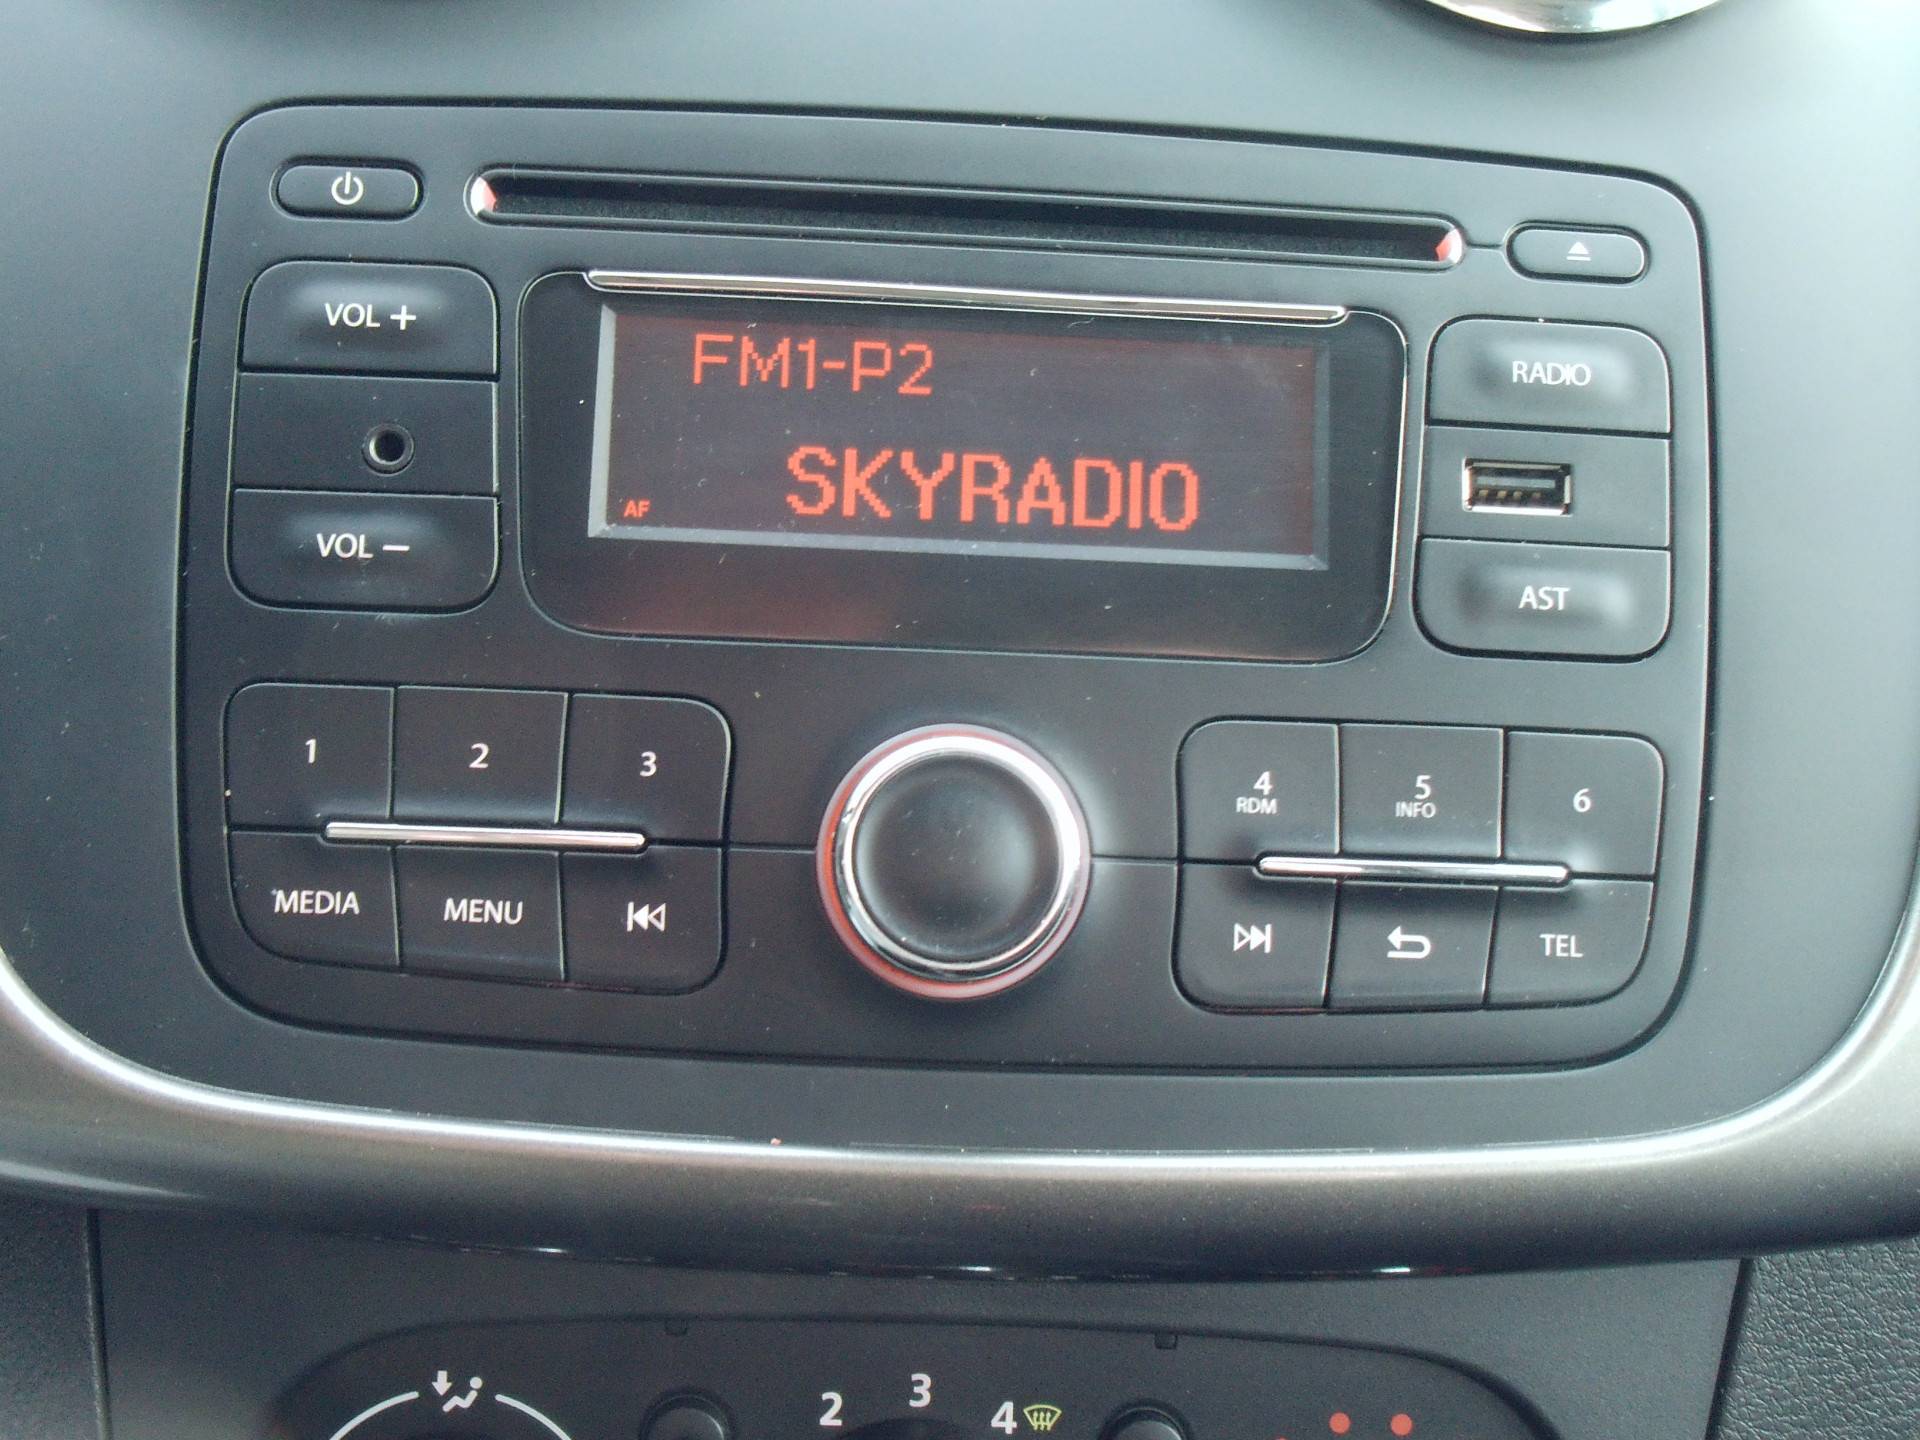 VOL +
VOL −
FM1-P2
AF SKYRADIO
RADIO
AST
1 2 3
MEDIA MENU
4 5 6
RDM INFO
TEL
2 3 4